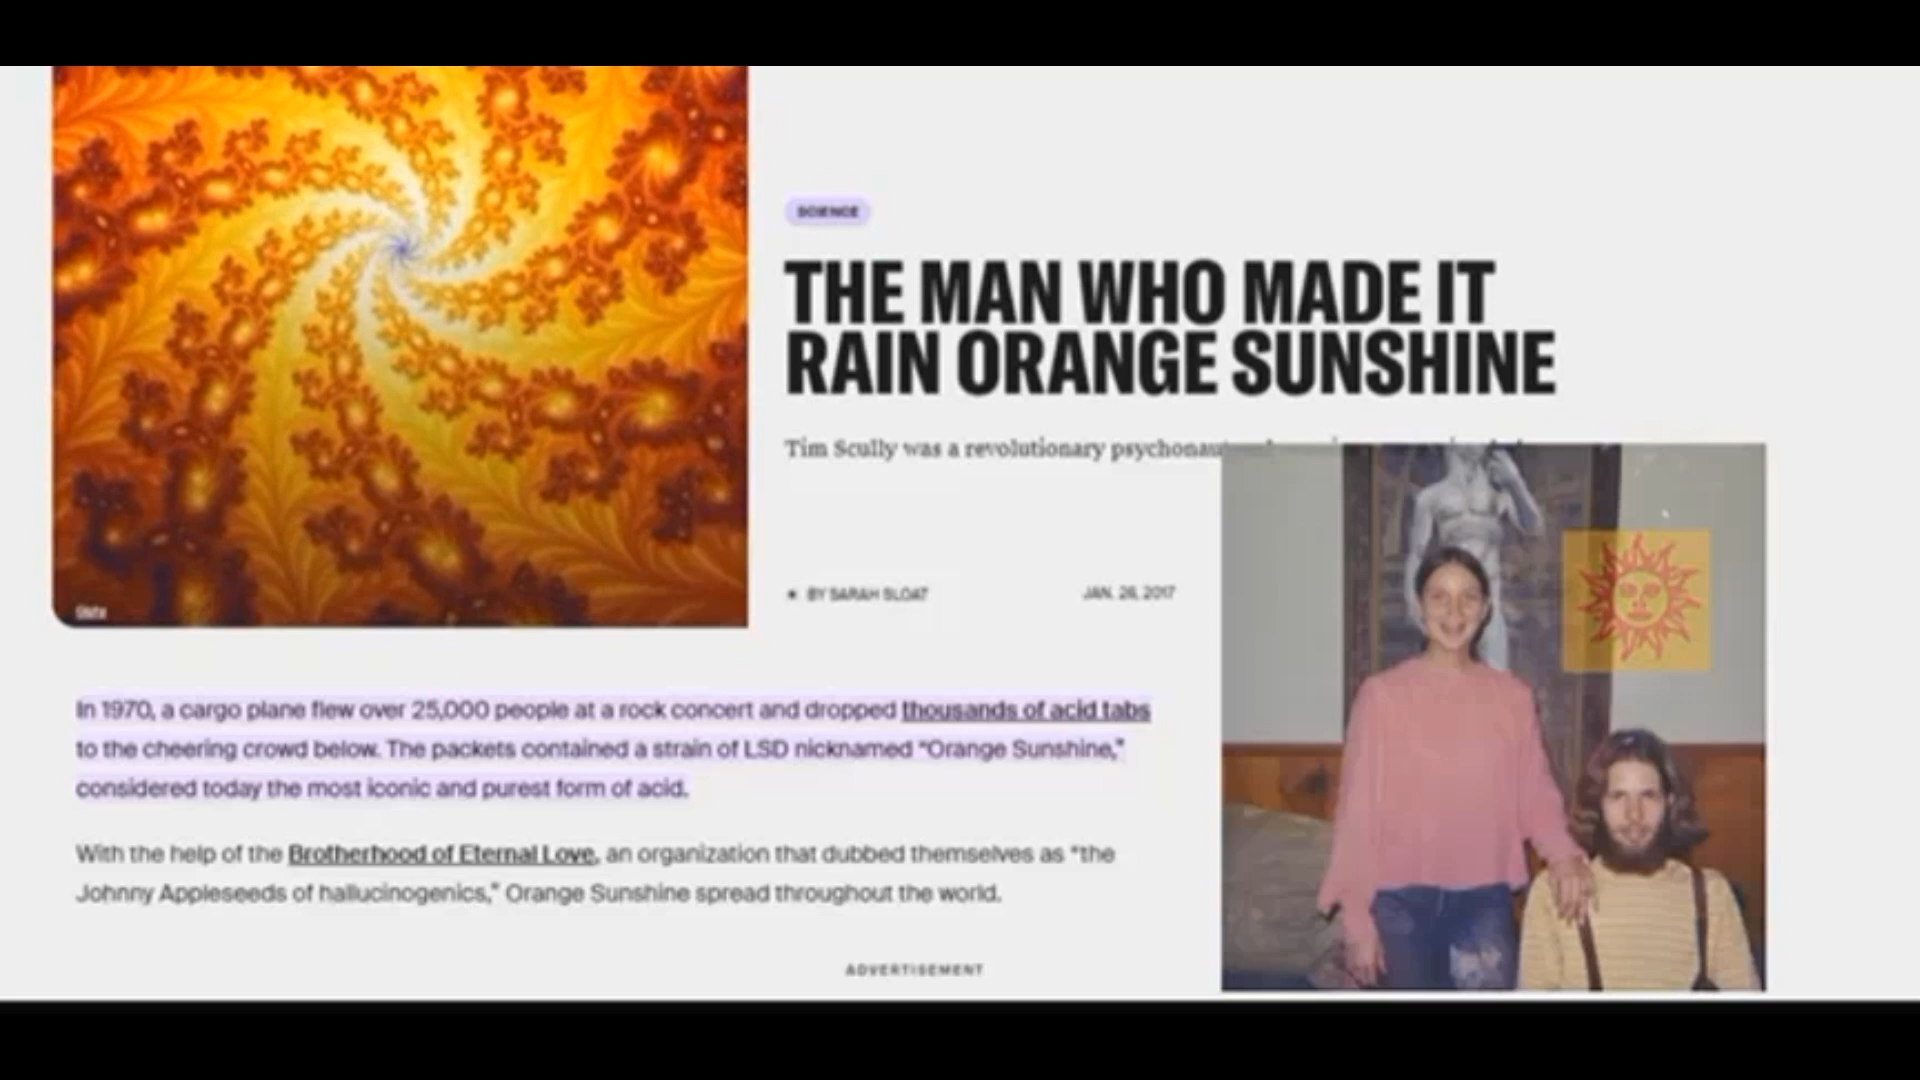 SCIENCE
THE MAN WHO MADE IT
RAIN ORANGE SUNSHINE
Tim Scully was a revolutionary psychonaut
BY SARAH SLOAT
JAN. 26, 2017
In 1970, a cargo plane flew over 25,000 people at a rock concert and dropped thousands of acid tabs
to the cheering crowd below. The packets contained a strain of LSD nicknamed “Orange Sunshine,”
considered today the most iconic and purest form of acid.
With the help of the Brotherhood of Eternal Love, an organization that dubbed themselves as “the
Johnny Appleseeds of hallucinogenics,” Orange Sunshine spread throughout the world.
ADVERTISEMENT